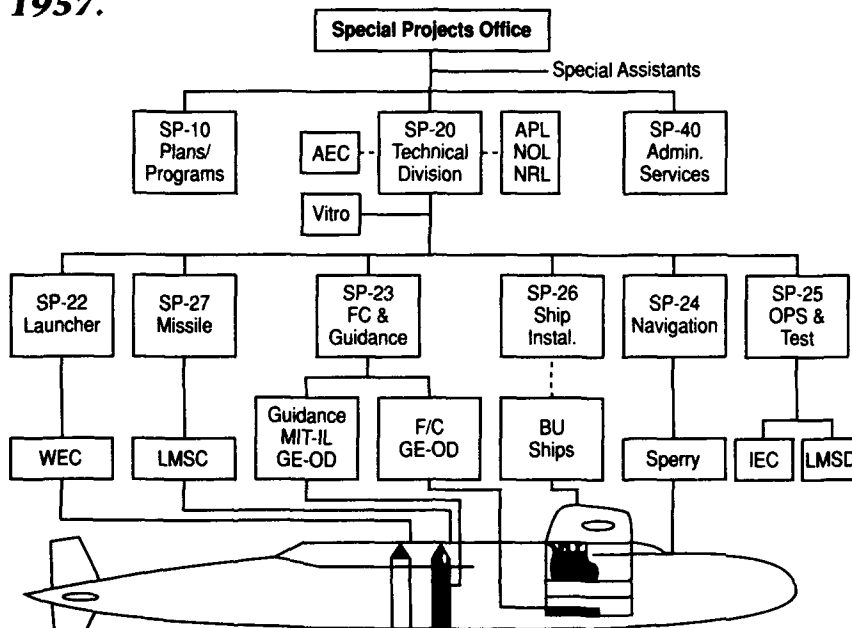 1957.
Special Projects Office
Special Assistants
SP-10
Plans/
Programs
AEC
SP-20
Technical
Division
APL
NOL
NRL
SP-40
Admin.
Services
Vitro
SP-22
Launcher
SP-27
Missile
SP-23
FC &
Guidance
SP-26
Ship
Instal.
SP-24
Navigation
SP-25
OPS &
Test
WEC
LMSC
Guidance
MIT-IL
GE-OD
F/C
GE-OD
BU
Ships
Sperry
IEC
LMSD